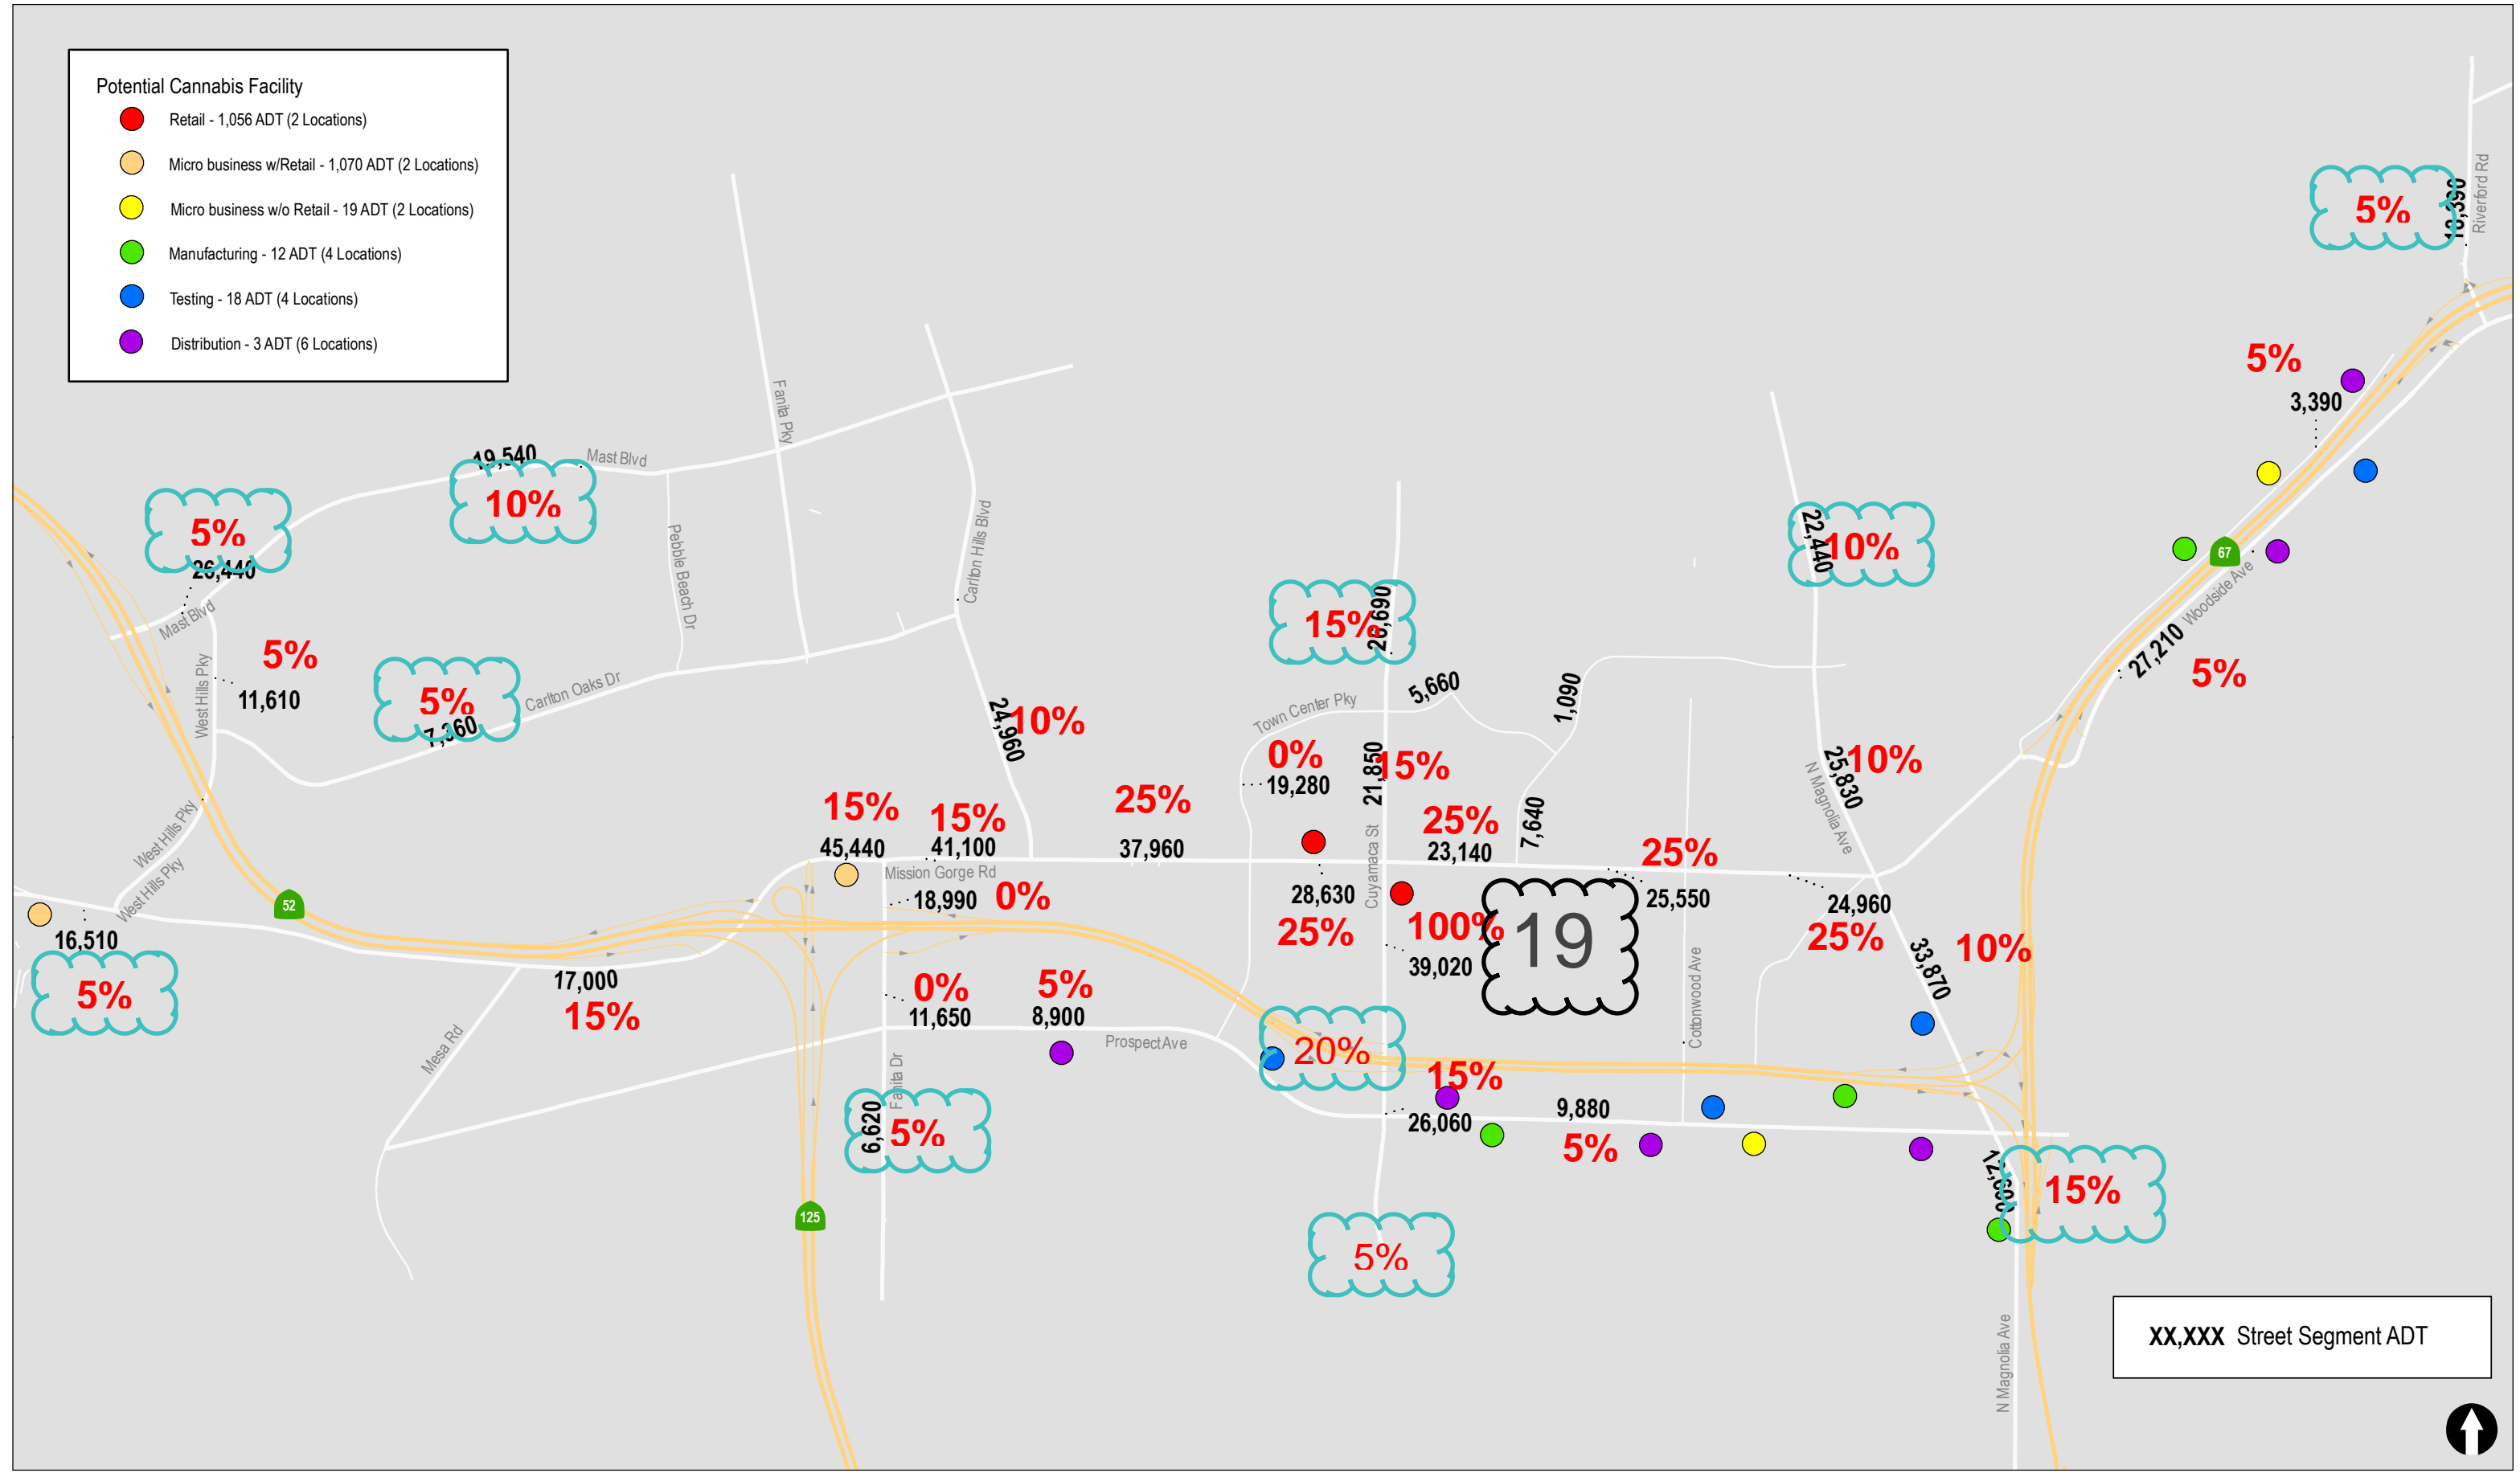 Potential Cannabis Facility
Retail - 1,056 ADT (2 Locations)
Micro business w/Retail - 1,070 ADT (2 Locations)
Micro business w/o Retail - 19 ADT (2 Locations)
Manufacturing - 12 ADT (4 Locations)
Testing - 18 ADT (4 Locations)
Distribution - 3 ADT (6 Locations)
5%
Riverford Rd
5%
3,390
Fanita Pky
19,540
Mast Blvd
10%
5%
26,440
Mast Blvd
Pebble Beach Dr
Carlton Hills Blvd
22,440
10%
67
Woodside Ave
27,210
5%
5%
West Hills Pky
11,610
5%
7,360
Carlton Oaks Dr
24,960
10%
15%
Town Center Pky
5,660
1,090
0%
19,280
21,850
15%
25,830
10%
N Magnolia Ave
West Hills Pky
West Hills Pky
15%
45,440
15%
41,100
Mission Gorge Rd
25%
37,960
25%
23,140
7,640
25%
25,550
Cuyamaca St
28,630
25%
100%
39,020
19
24,960
25%
33,870
10%
52
16,510
5%
18,990
0%
17,000
15%
0%
11,650
5%
8,900
Prospect Ave
Mesa Rd
Cottonwood Ave
20%
15%
26,060
9,880
5%
Fanita Dr
6,620
5%
15%
125
5%
N Magnolia Ave
XX,XXX Street Segment ADT